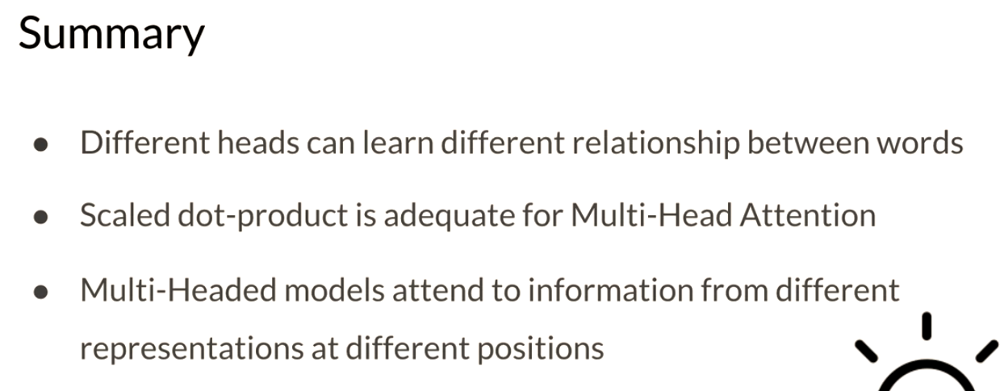 Summary
● Different heads can learn different relationship between words
● Scaled dot-product is adequate for Multi-Head Attention
● Multi-Headed models attend to information from different
representations at different positions